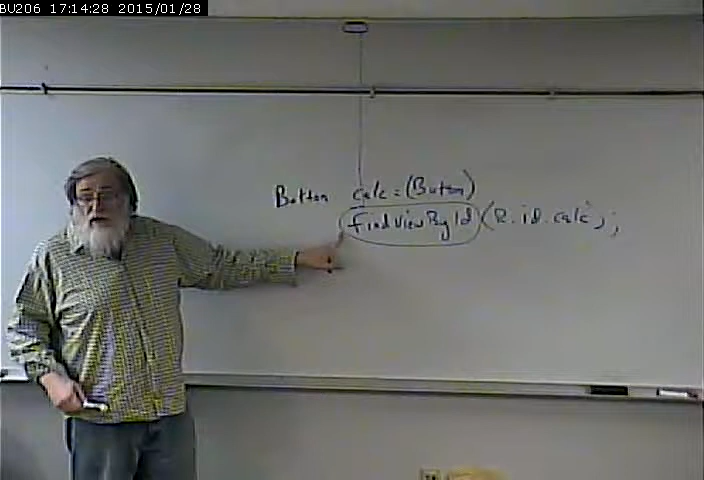 BU206 17:14:28 2015/01/28
Button calc = (Button)
findViewById (R.id.calc);